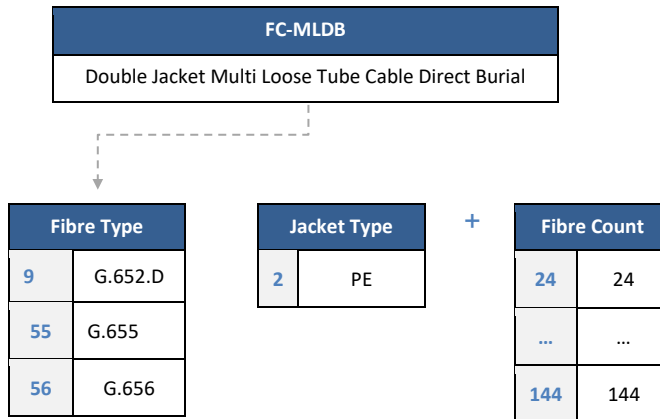 FC-MLDB
Double Jacket Multi Loose Tube Cable Direct Burial
Fibre Type
9 G.652.D
55 G.655
56 G.656
Jacket Type
2 PE
+
Fibre Count
24 24
... ...
144 144